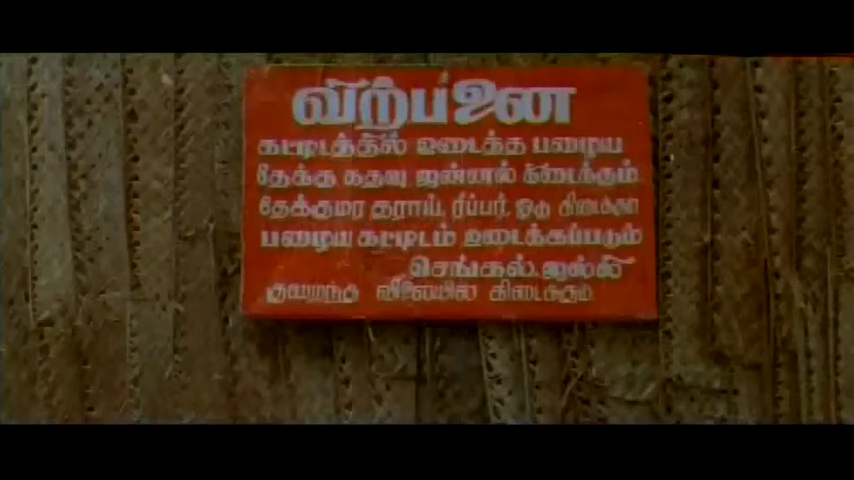 விற்பனை
கட்டிடத்தில் உடைத்த பழைய
தேக்கு கதவு ஜன்னல் கிடைக்கும்
தேக்குமர தராய், ரீப்பர், ஓடு கிடைக்கும்
பழைய கட்டிடம் உடைக்கப்படும்
செங்கல், ஜல்லி
குறைந்த விலையில் கிடைக்கும்